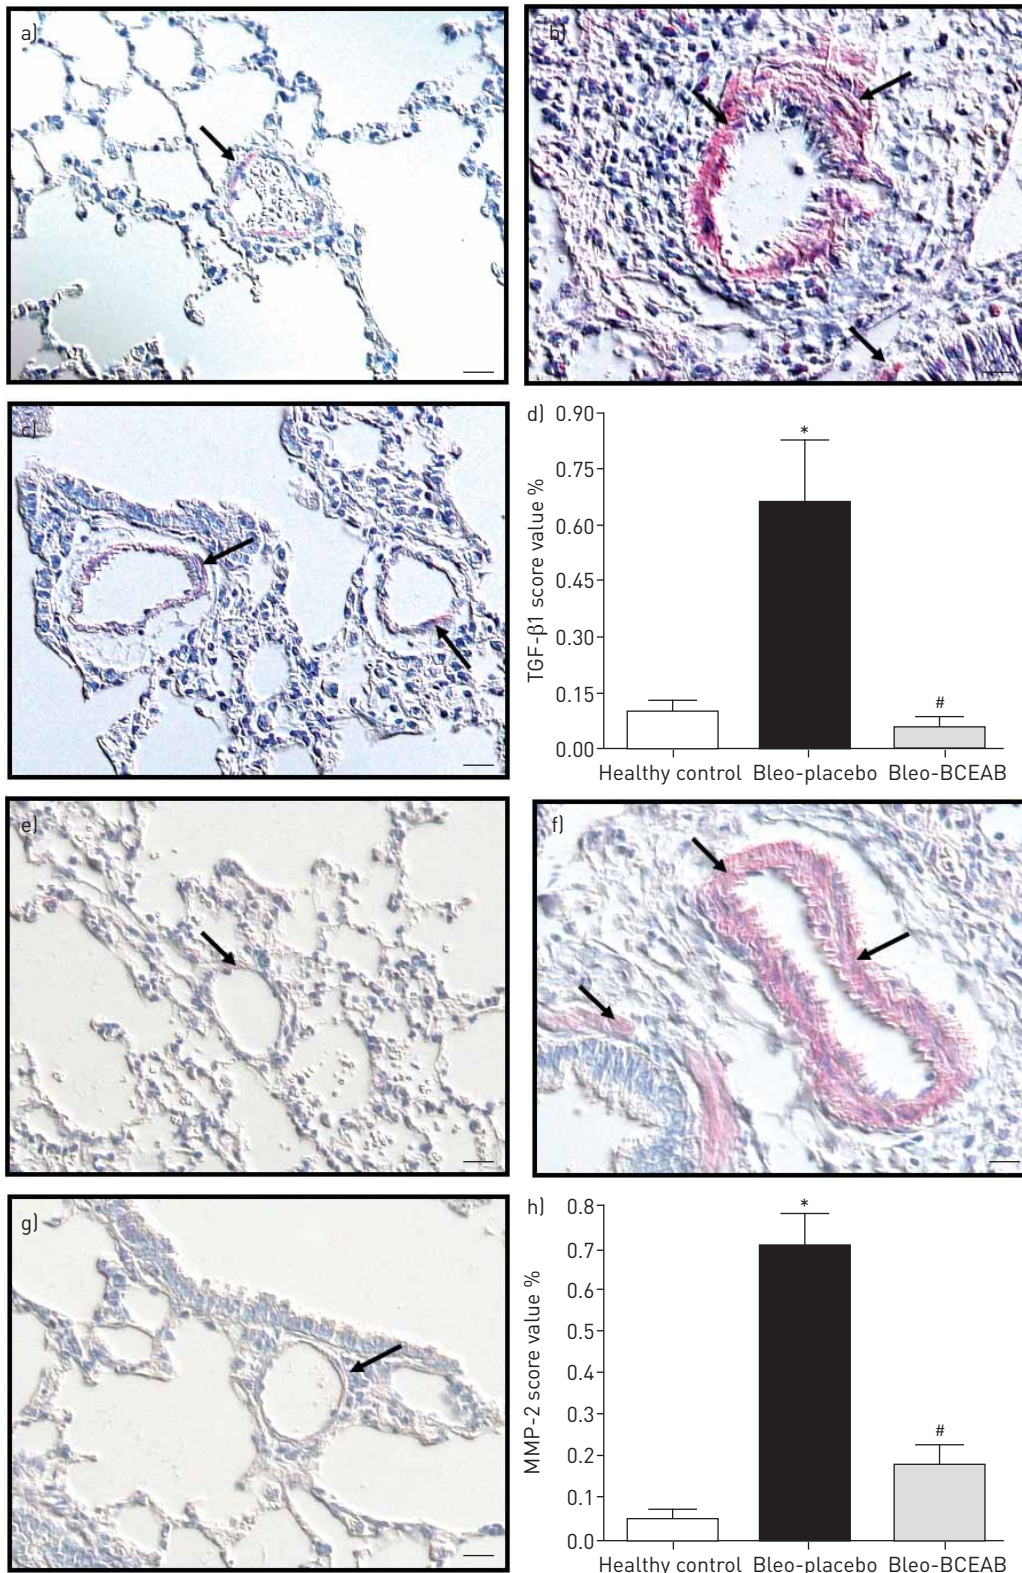 a)
b)
c)
d)
TGF-β1 score value %
0.90
0.75
0.60
0.45
0.30
0.15
0.00
*
#
Healthy control Bleo-placebo Bleo-BCEAB
e)
f)
g)
h)
MMP-2 score value %
0.8
0.7
0.6
0.5
0.4
0.3
0.2
0.1
0.0
*
#
Healthy control Bleo-placebo Bleo-BCEAB